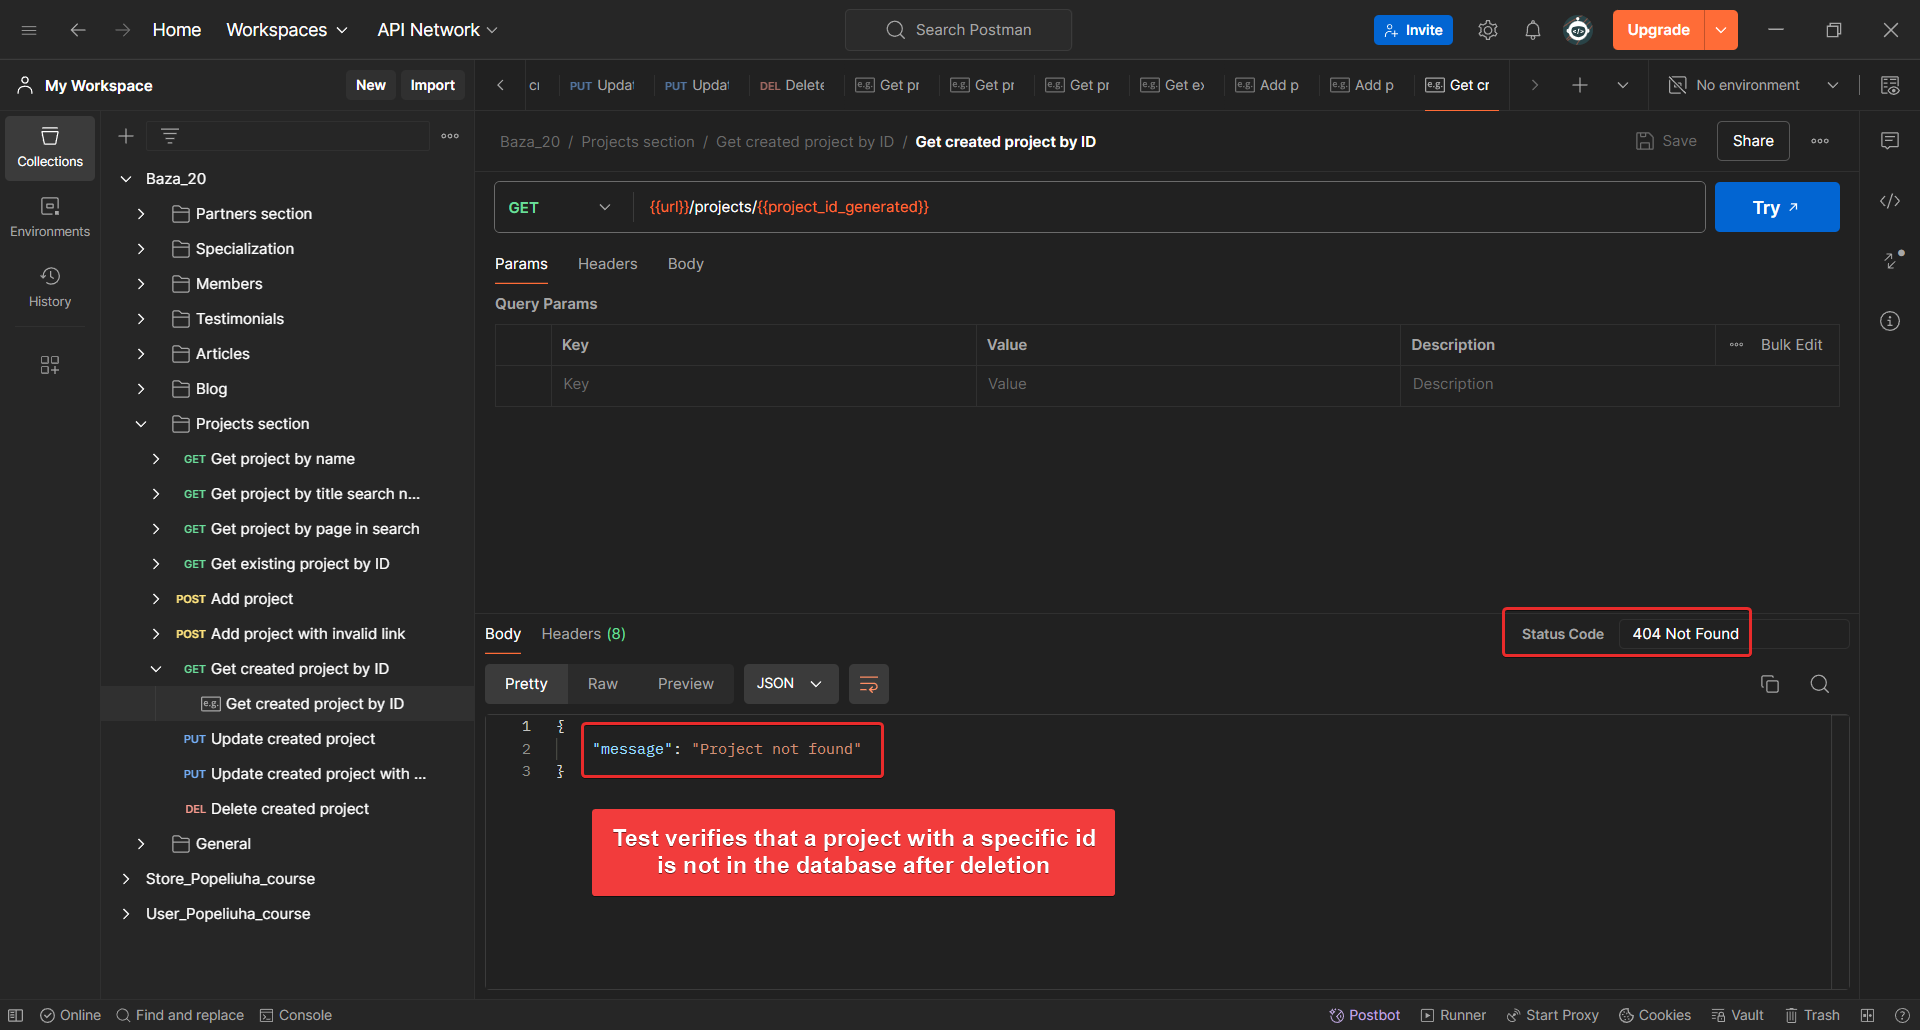 Home
Workspaces
API Network
Search Postman
Invite
Upgrade
My Workspace
New
Import
PUT Updat
PUT Updat
DEL Delete
e.g. Get pr
e.g. Get pr
e.g. Get pr
e.g. Get ex
e.g. Add p
e.g. Add p
e.g. Get cr
No environment
Collections
Environments
History
Baza_20
Partners section
Specialization
Members
Testimonials
Articles
Blog
Projects section
GET Get project by name
GET Get project by title search n...
GET Get project by page in search
GET Get existing project by ID
POST Add project
POST Add project with invalid link
GET Get created project by ID
e.g. Get created project by ID
PUT Update created project
PUT Update created project with ...
DEL Delete created project
General
Store_Popeliuha_course
User_Popeliuha_course
Baza_20 / Projects section / Get created project by ID / Get created project by ID
Save
Share
GET
{{url}}/projects/{{project_id_generated}}
Try
Params
Headers
Body
Query Params
Key
Value
Description
Bulk Edit
Key
Value
Description
Body
Headers (8)
Status Code
404 Not Found
Pretty
Raw
Preview
JSON
1 {
2 "message": "Project not found"
3 }
Test verifies that a project with a specific id
is not in the database after deletion
Online
Find and replace
Console
Postbot
Runner
Start Proxy
Cookies
Vault
Trash